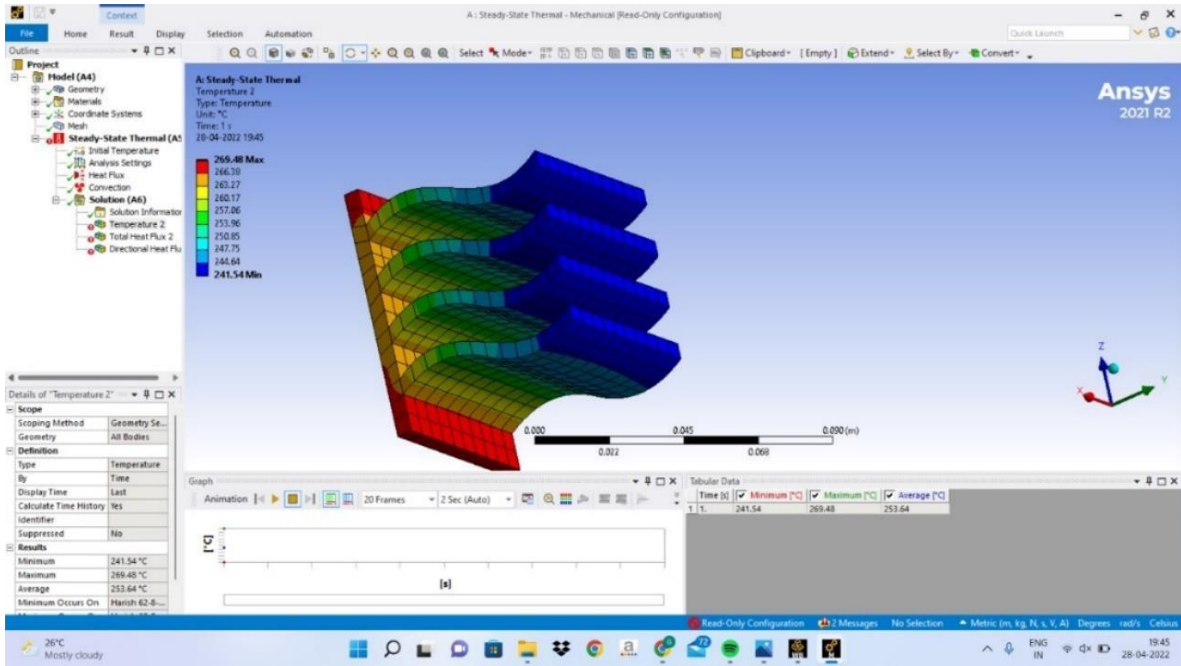 Context
A : Steady-State Thermal - Mechanical [Read-Only Configuration]
File Home Result Display Selection Automation
Quick Launch
Outline
Select Mode Clipboard [Empty] Extend Select By Convert
Project
Model (A4)
Geometry
Materials
Coordinate Systems
Mesh
Steady-State Thermal (A5
Initial Temperature
Analysis Settings
Heat Flux
Convection
Solution (A6)
Solution Information
Temperature 2
Total Heat Flux 2
Directional Heat Flu
A: Steady-State Thermal
Temperature 2
Type: Temperature
Unit: °C
Time: 1 s
28-04-2022 19:45
269.48 Max
266.38
263.27
260.17
257.06
253.96
250.85
247.75
244.64
241.54 Min
Ansys
2021 R2
Z
X Y
0.000 0.045 0.090 (m)
0.022 0.068
Details of "Temperature 2"
Scope
Scoping Method Geometry Se...
Geometry All Bodies
Definition
Type Temperature
By Time
Display Time Last
Calculate Time History Yes
Identifier
Suppressed No
Results
Minimum 241.54 °C
Maximum 269.48 °C
Average 253.64 °C
Minimum Occurs On Harish 62-8-...
Graph
Animation 20 Frames 2 Sec (Auto)
[°C]
[s]
Tabular Data
Time [s] Minimum [°C] Maximum [°C] Average [°C]
1 1. 241.54 269.48 253.64
Read-Only Configuration 2 Messages No Selection Metric (m, kg, N, s, V, A) Degrees rad/s Celsius
26°C
Mostly cloudy
72
ENG
IN
19:45
28-04-2022